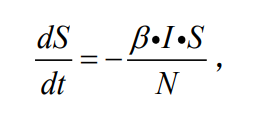 dS/dt = − β•I•S/N ,